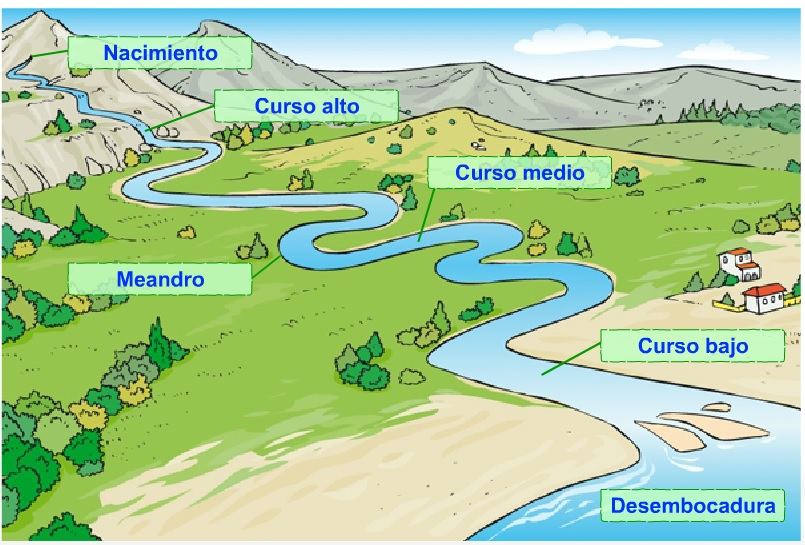 Nacimiento
Curso alto
Curso medio
Meandro
Curso bajo
Desembocadura